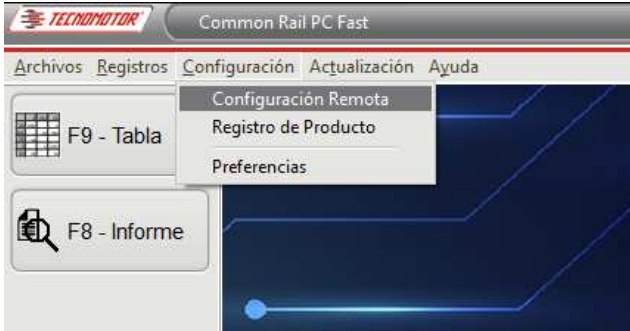 TECNOMOTOR Common Rail PC Fast
Archivos Registros Configuración Actualización Ayuda
Configuración Remota
Registro de Producto
Preferencias
F9 - Tabla
F8 - Informe